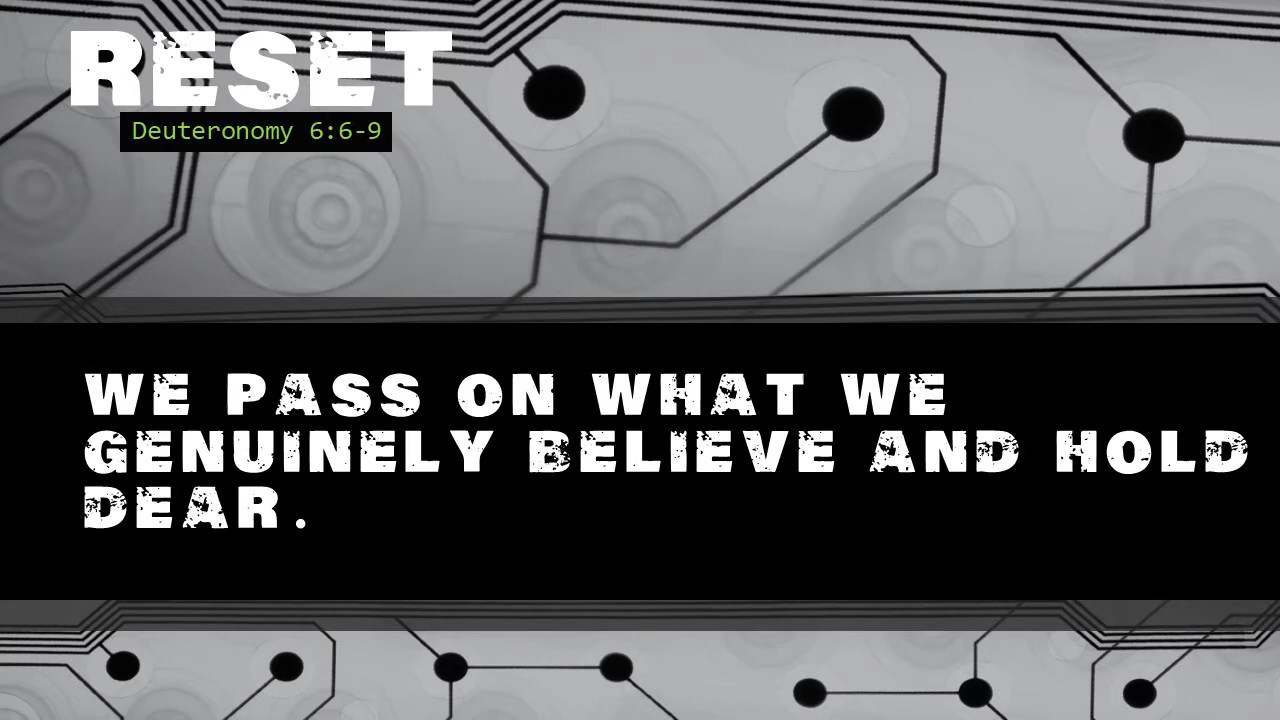 RESET
Deuteronomy 6:6-9
WE PASS ON WHAT WE
GENUINELY BELIEVE AND HOLD
DEAR.